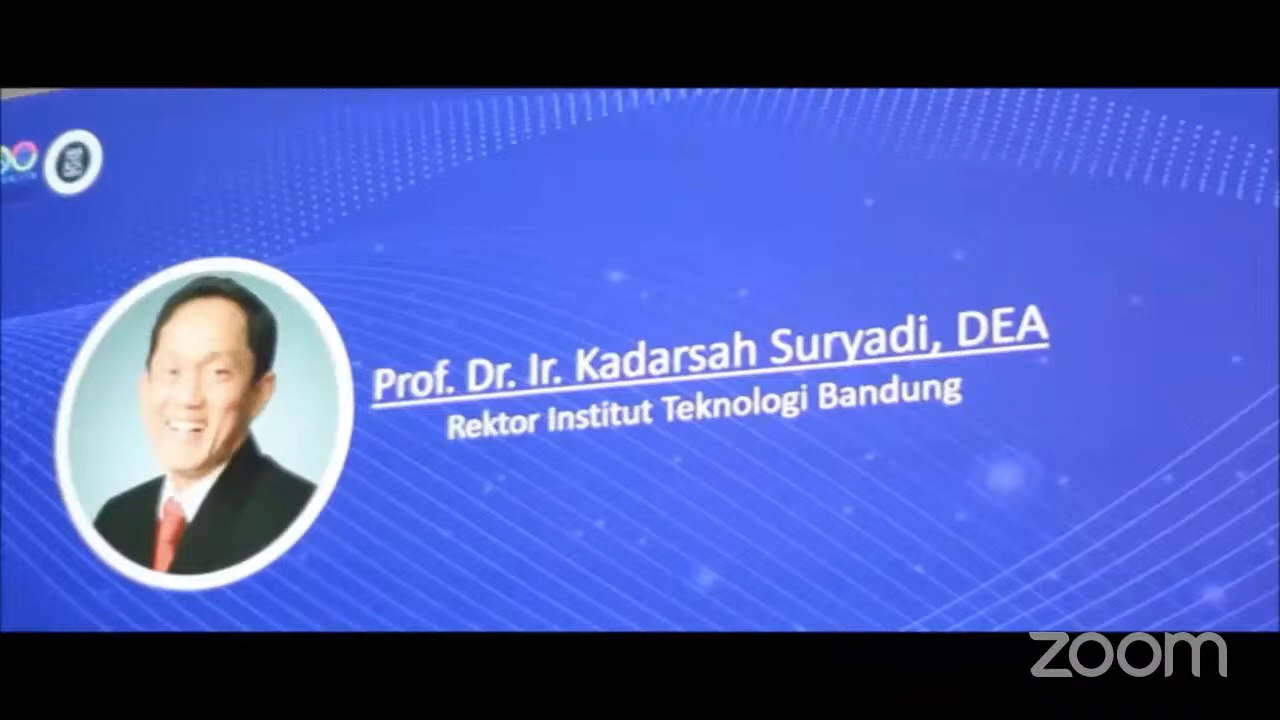 Prof. Dr. Ir. Kadarsah Suryadi, DEA
Rektor Institut Teknologi Bandung
zoom